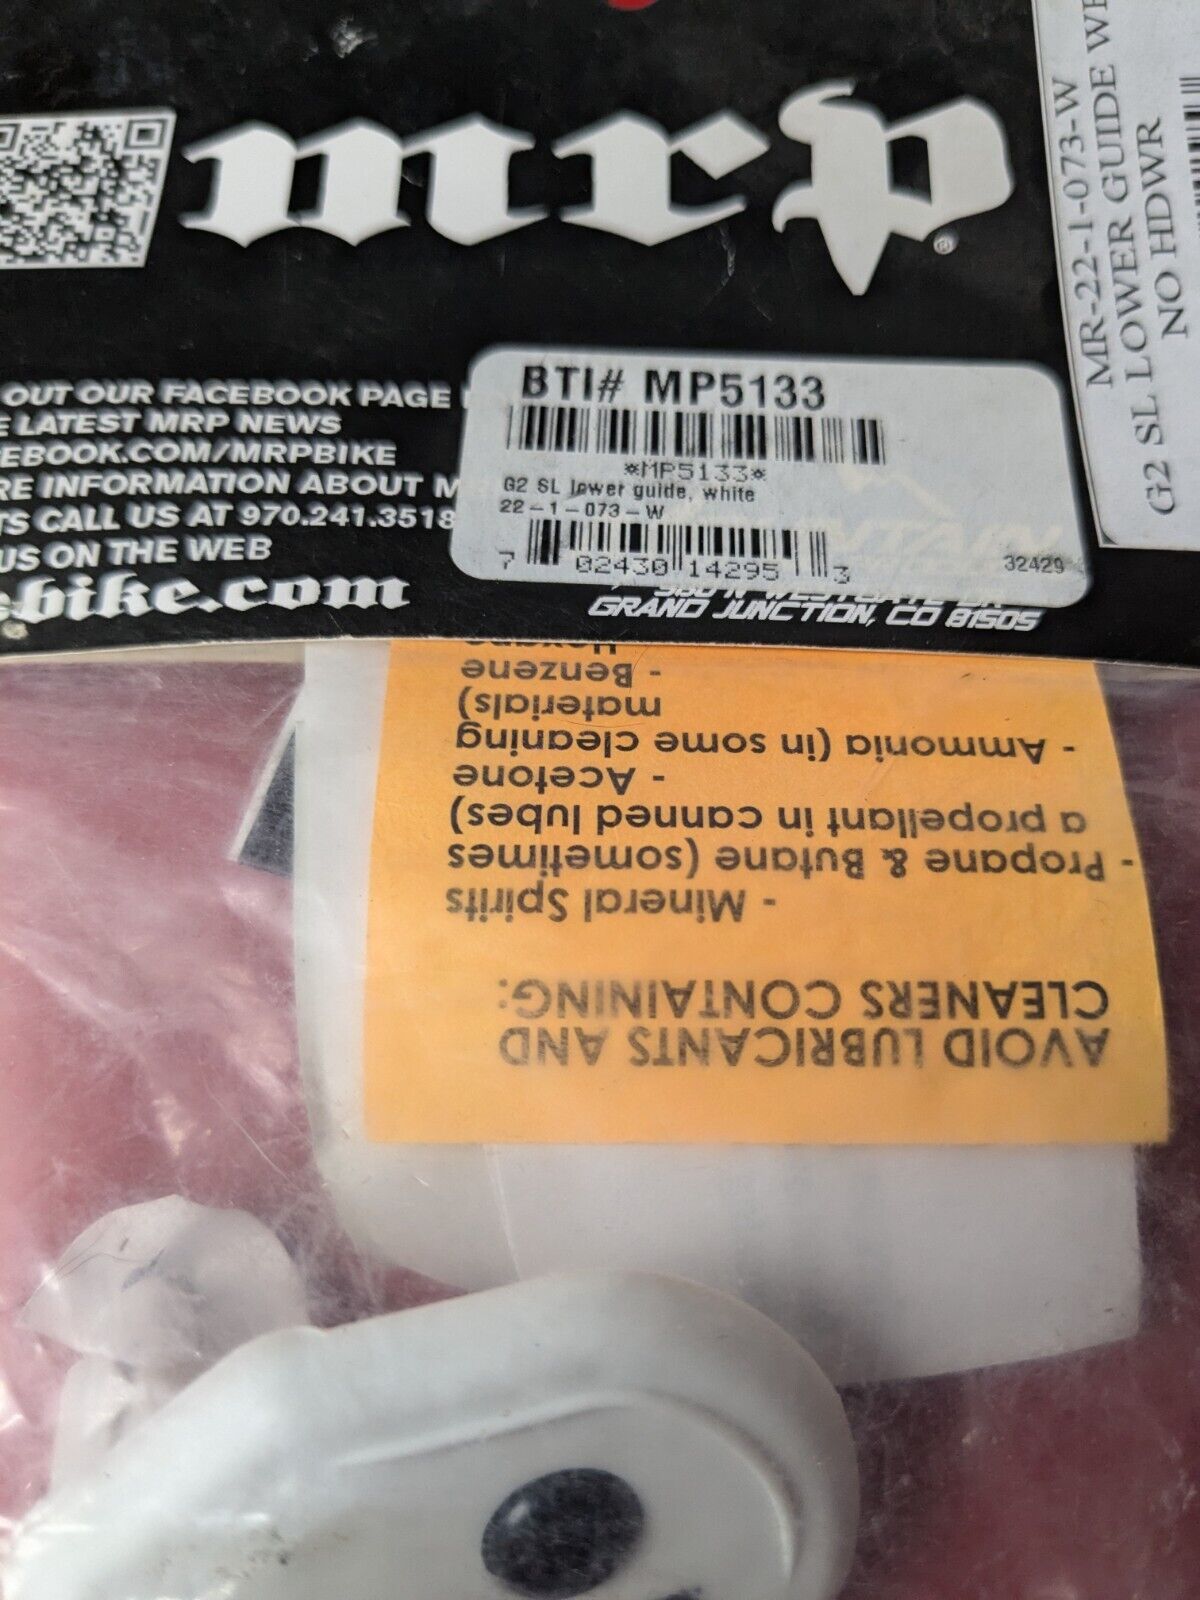 mrp®
OUT OUR FACEBOOK PAGE
LATEST MRP NEWS
EBOOK.COM/MRPBIKE
RE INFORMATION ABOUT M
TS CALL US AT 970.241.3518
US ON THE WEB
bike.com
BTI# MP5133
*MP5133*
G2 SL lower guide, white
22-1-073-W
7 02430 14295 3
32429
GRAND JUNCTION, CO 81505
MR-22-1-073-W
G2 SL LOWER GUIDE
NO HDWR
AVOID LUBRICANTS AND
CLEANERS CONTAINING:
- Mineral Spirits
- Propane & Butane (sometimes
a propellant in canned lubes)
- Acetone
- Ammonia (in some cleaning
materials)
- Benzene